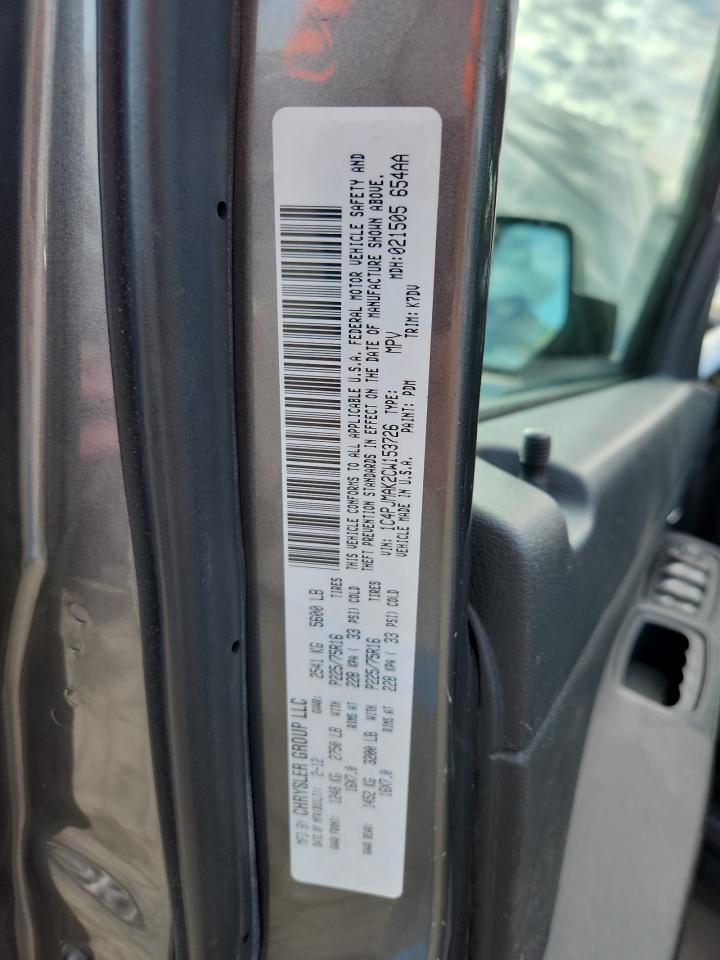 MFD BY CHRYSLER GROUP LLC
DATE OF MFR: 2-12 GVWR: 2541 KG 5600 LB
GAWR FRONT: 1248 KG 2750 LB WITH P225/75R16 TIRES
16X7.0 RIMS AT 228 KPA ( 33 PSI) COLD
GAWR REAR: 1452 KG 3200 LB WITH P225/75R16 TIRES
16X7.0 RIMS AT 228 KPA ( 33 PSI) COLD
THIS VEHICLE CONFORMS TO ALL APPLICABLE U.S.A. FEDERAL MOTOR VEHICLE SAFETY AND
THEFT PREVENTION STANDARDS IN EFFECT ON THE DATE OF MANUFACTURE SHOWN ABOVE.
VIN: 1C4PJMAK2CW153726 TYPE: MPV MDH:021505 654AA
VEHICLE MADE IN U.S.A. PAINT: PDM TRIM: K7DV